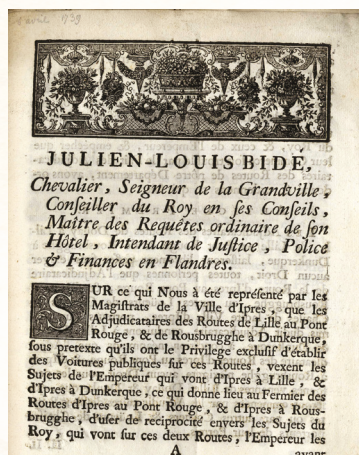 8 avril 1739
JULIEN-LOUIS BIDÉ,
Chevalier, Seigneur de la Grandville,
Conſeiller du Roy en ſes Conſeils,
Maître des Requêtes ordinaire de ſon
Hôtel, Intendant de Juſtice, Police
& Finances en Flandres.
SUR ce qui Nous à été repréſenté par les
Magiſtrats de la Ville d'Ipres, que les
Adjudicataires des Routes de Lille au Pont
Rouge, & de Rousbrugghe à Dunkerque,
ſous pretexte qu'ils ont le Privilege excluſif d'établir
des Voitures publiques ſur ces Routes, vexent les
Sujets de l'Empereur qui vont d'Ipres à Lille, &
d'Ipres à Dunkerque, ce qui donne lieu au Fermier des
Routes d'Ipres au Pont Rouge, & d'Ipres à Rous-
brugghe, d'uſer de reciprocité envers les Sujets du
Roy, qui vont ſur ces deux Routes, l'Empereur les
A ayant